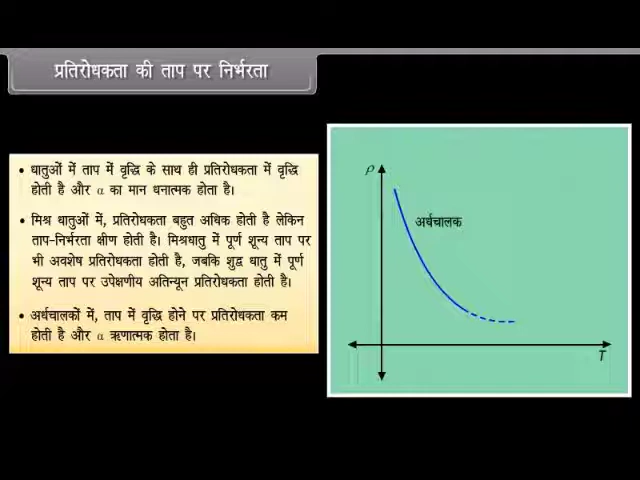 प्रतिरोधकता की ताप पर निर्भरता
• धातुओं में ताप में वृद्धि के साथ ही प्रतिरोधकता में वृद्धि
होती है और α का मान धनात्मक होता है।
• मिश्र धातुओं में, प्रतिरोधकता बहुत अधिक होती है लेकिन
ताप-निर्भरता क्षीण होती है। मिश्रधातु में पूर्ण शून्य ताप पर
भी अवशेष प्रतिरोधकता होती है, जबकि शुद्व धातु में पूर्ण
शून्य ताप पर उपेक्षणीय अतिन्यून प्रतिरोधकता होती है।
• अर्धचालकों में, ताप में वृद्धि होने पर प्रतिरोधकता कम
होती है और α ऋणात्मक होता है।
ρ
अर्धचालक
T